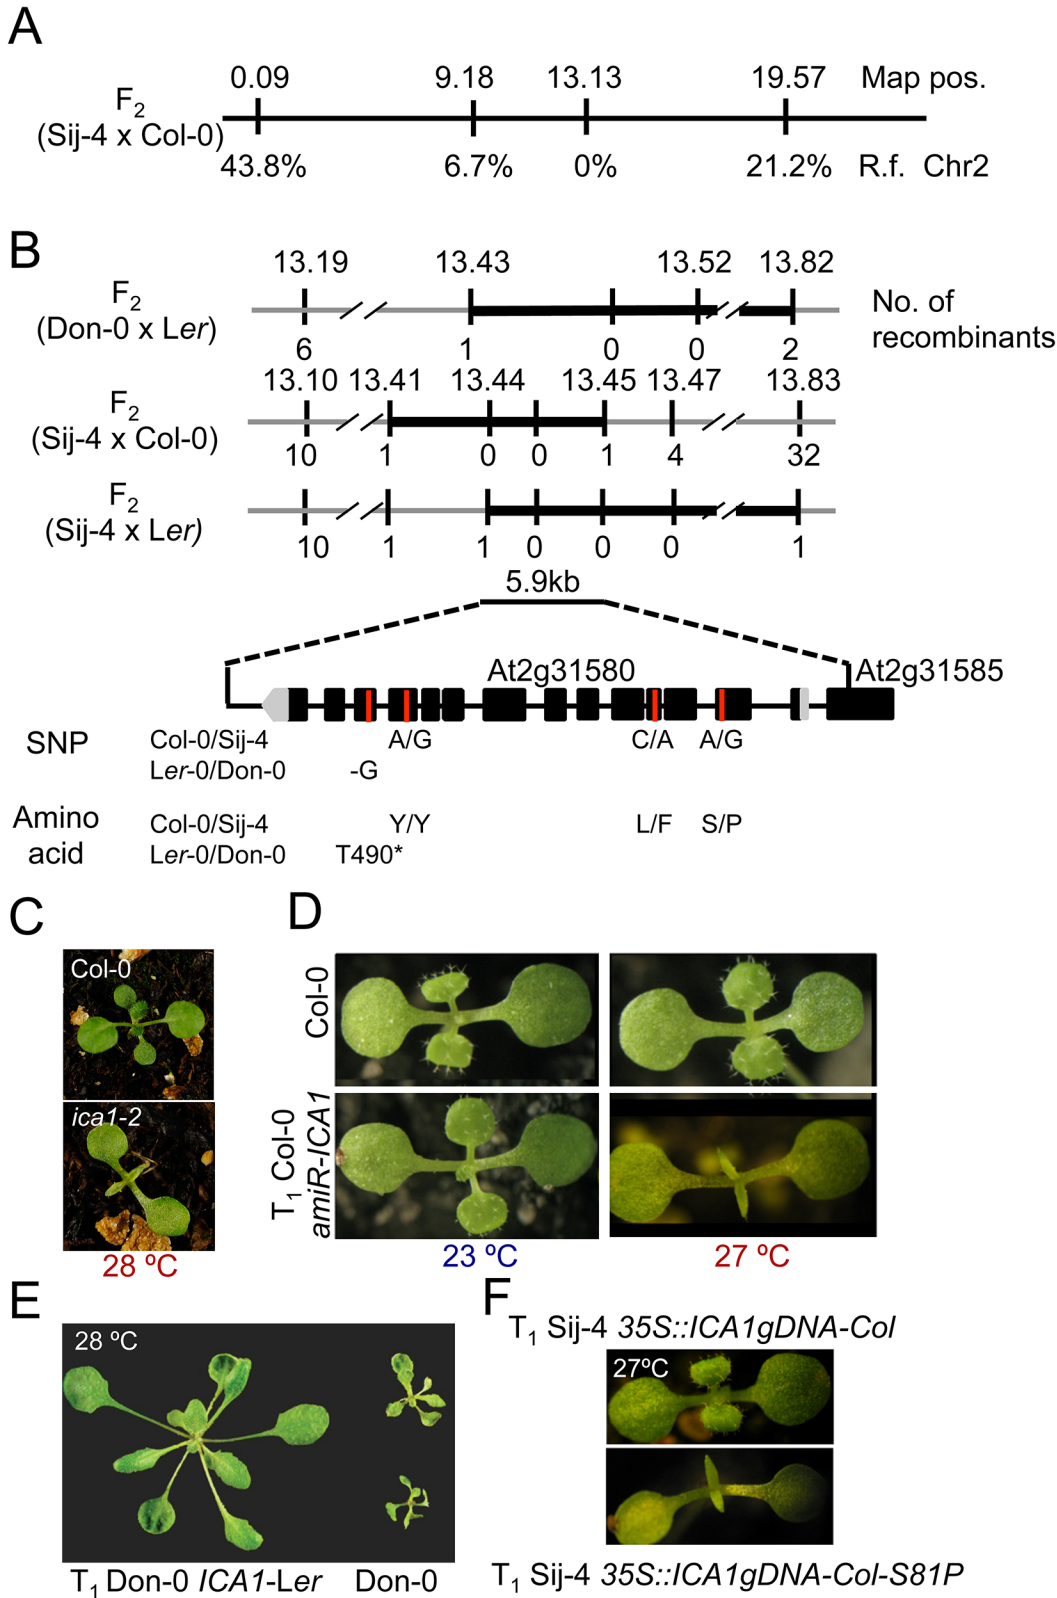 A
0.09 9.18 13.13 19.57 Map pos.
F2
(Sij-4 x Col-0)
43.8% 6.7% 0% 21.2% R.f. Chr2
B
13.19 13.43 13.52 13.82
F2
(Don-0 x Ler)
No. of
recombinants
6 1 0 0 2
13.10 13.41 13.44 13.45 13.47 13.83
F2
(Sij-4 x Col-0)
10 1 0 0 1 4 32
F2
(Sij-4 x Ler)
10 1 1 0 0 0 1
5.9kb
At2g31580 At2g31585
SNP Col-0/Sij-4 A/G C/A A/G
Ler-0/Don-0 -G
Amino
acid
Col-0/Sij-4 Y/Y L/F S/P
Ler-0/Don-0 T490*
C
Col-0
ica1-2
28 ºC
D
Col-0
T1 Col-0
amiR-ICA1
23 ºC 27 ºC
E
28 ºC
T1 Don-0 ICA1-Ler Don-0
F
T1 Sij-4 35S::ICA1gDNA-Col
27ºC
T1 Sij-4 35S::ICA1gDNA-Col-S81P